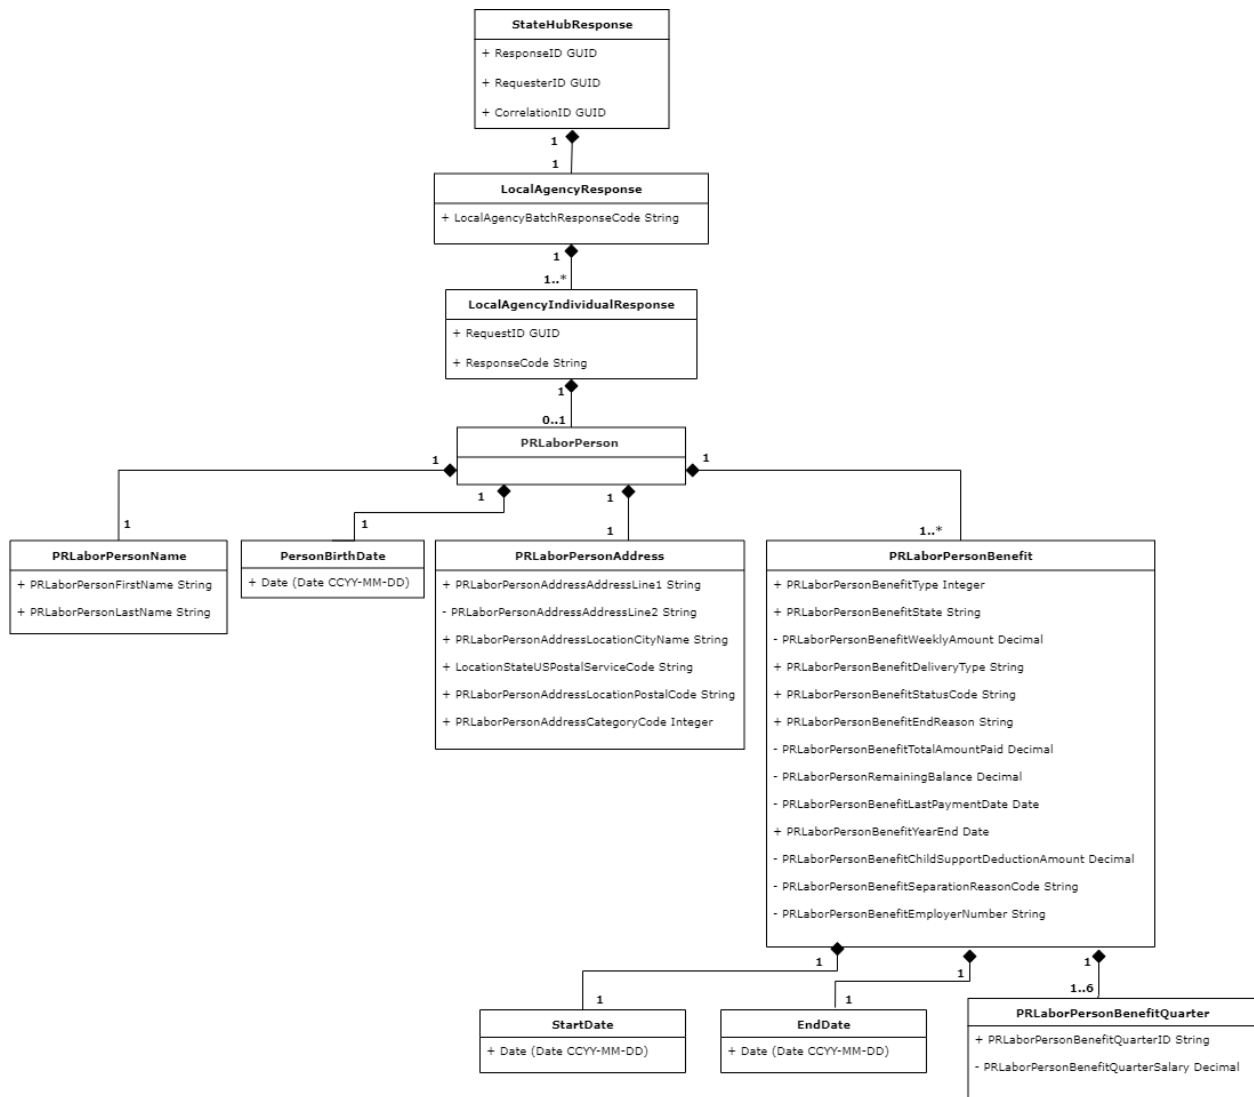 StateHubResponse
+ ResponseID GUID
+ RequesterID GUID
+ CorrelationID GUID
1
1
LocalAgencyResponse
+ LocalAgencyBatchResponseCode String
1
1..*
LocalAgencyIndividualResponse
+ RequestID GUID
+ ResponseCode String
1
0..1
PRLaborPerson
1
1
1
1
1
1
1
1..*
PRLaborPersonName
+ PRLaborPersonFirstName String
+ PRLaborPersonLastName String
PersonBirthDate
+ Date (Date CCYY-MM-DD)
PRLaborPersonAddress
+ PRLaborPersonAddressAddressLine1 String
- PRLaborPersonAddressAddressLine2 String
+ PRLaborPersonAddressLocationCityName String
+ LocationStateUSPostalServiceCode String
+ PRLaborPersonAddressLocationPostalCode String
+ PRLaborPersonAddressCategoryCode Integer
PRLaborPersonBenefit
+ PRLaborPersonBenefitType Integer
+ PRLaborPersonBenefitState String
- PRLaborPersonBenefitWeeklyAmount Decimal
+ PRLaborPersonBenefitDeliveryType String
+ PRLaborPersonBenefitStatusCode String
+ PRLaborPersonBenefitEndReason String
- PRLaborPersonBenefitTotalAmountPaid Decimal
- PRLaborPersonRemainingBalance Decimal
- PRLaborPersonBenefitLastPaymentDate Date
+ PRLaborPersonBenefitYearEnd Date
- PRLaborPersonBenefitChildSupportDeductionAmount Decimal
- PRLaborPersonBenefitSeparationReasonCode String
- PRLaborPersonBenefitEmployerNumber String
1
1
1
1
1
1..6
StartDate
+ Date (Date CCYY-MM-DD)
EndDate
+ Date (Date CCYY-MM-DD)
PRLaborPersonBenefitQuarter
+ PRLaborPersonBenefitQuarterID String
- PRLaborPersonBenefitQuarterSalary Decimal